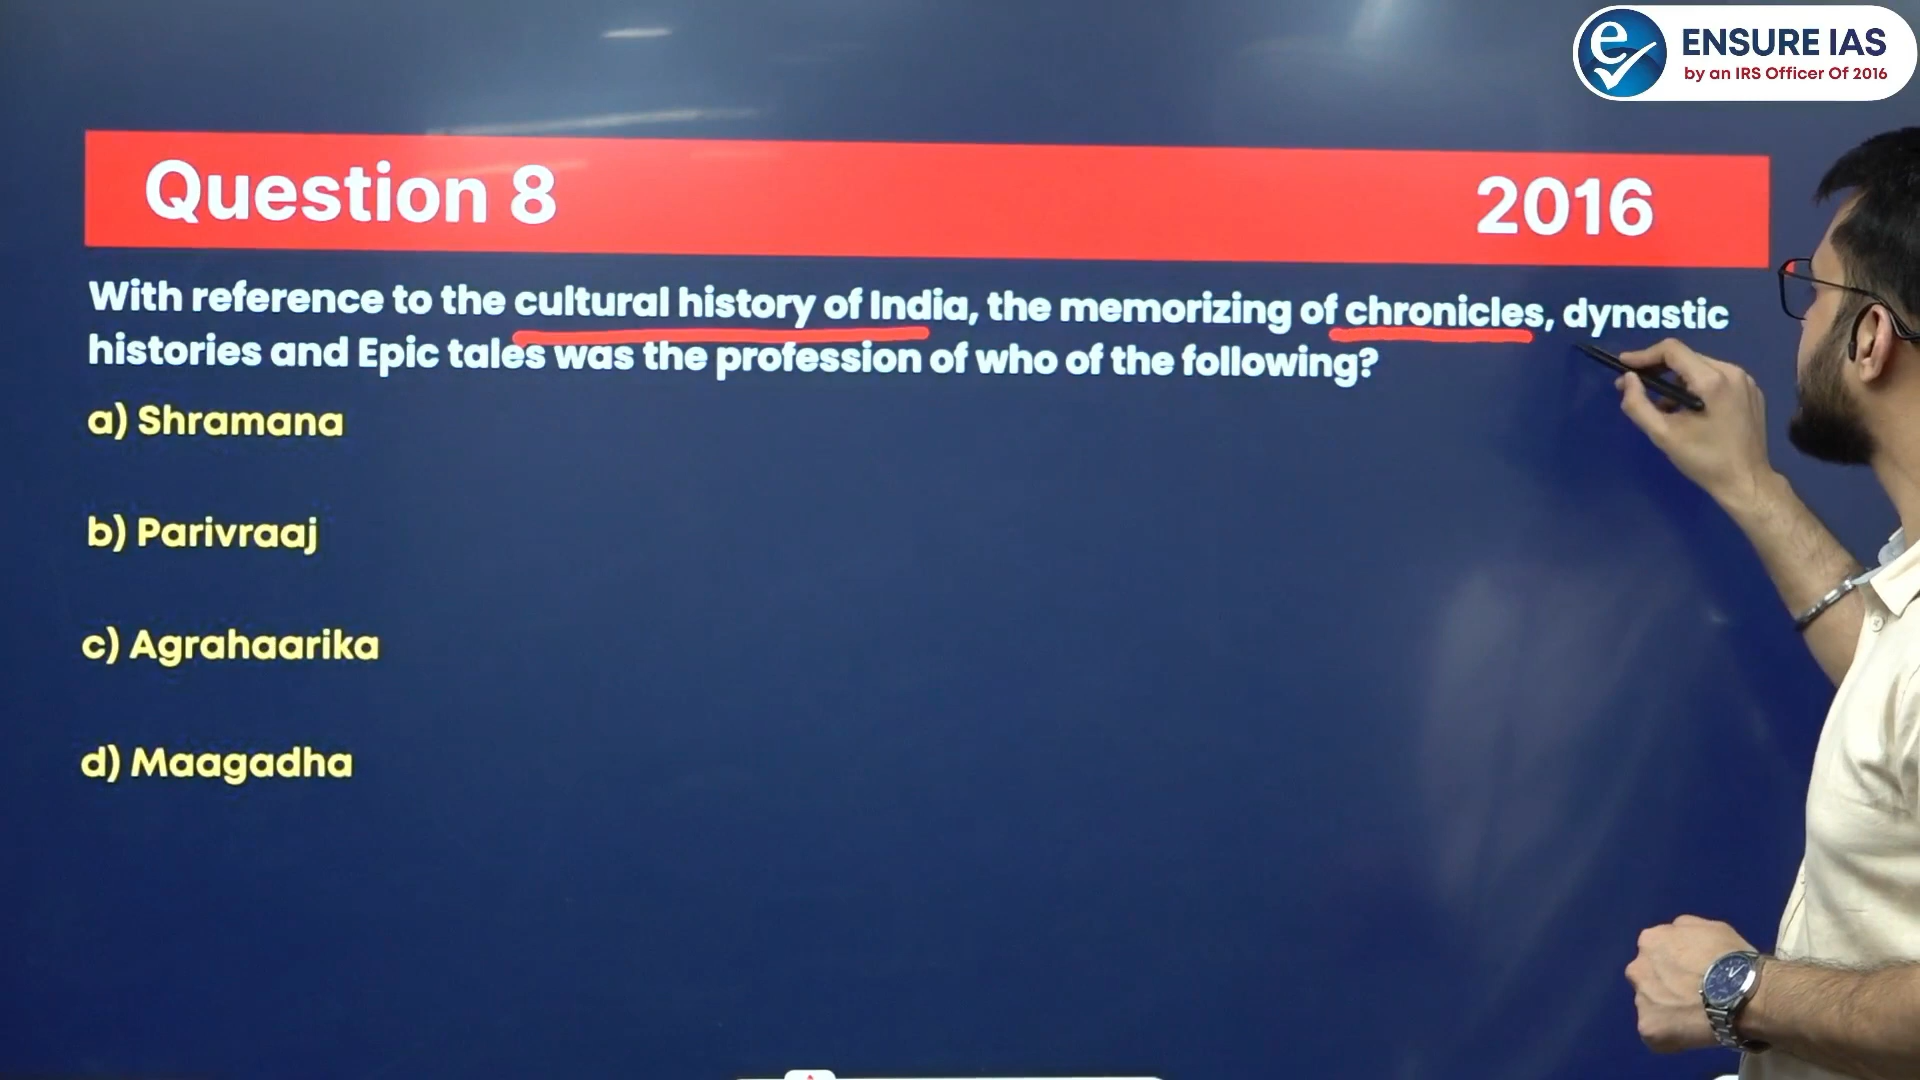 ENSURE IAS
by an IRS Officer Of 2016
Question 8
2016
With reference to the cultural history of India, the memorizing of chronicles, dynastic
histories and Epic tales was the profession of who of the following?
a) Shramana
b) Parivraaj
c) Agrahaarika
d) Maagadha